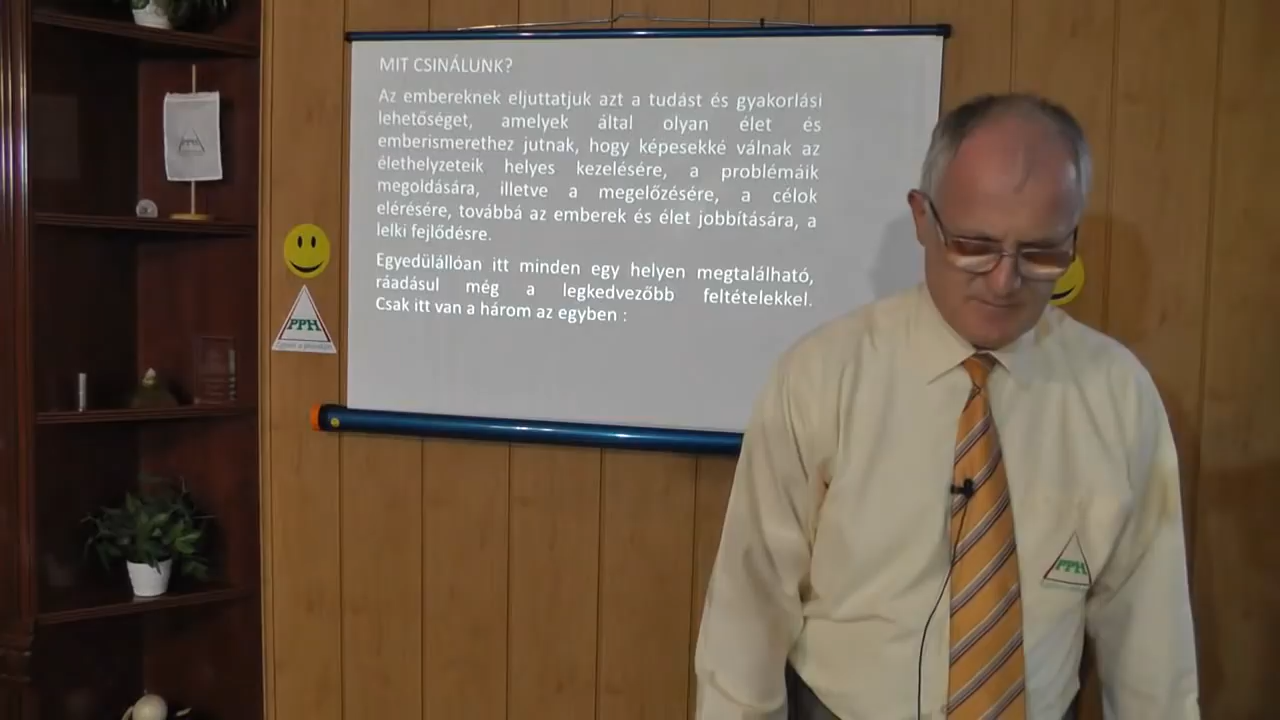 MIT CSINÁLUNK?
Az embereknek eljuttatjuk azt a tudást és gyakorlási
lehetőséget, amelyek által olyan élet és
emberismerethez jutnak, hogy képesekké válnak az
élethelyzeteik helyes kezelésére, a problémáik
megoldására, illetve a megelőzésére, a célok
elérésére, továbbá az emberek és élet jobbítására, a
lelki fejlődésre.
Egyedülállóan itt minden egy helyen megtalálható,
ráadásul még a legkedvezőbb feltételekkel.
Csak itt van a három az egyben :
PPH
PPH